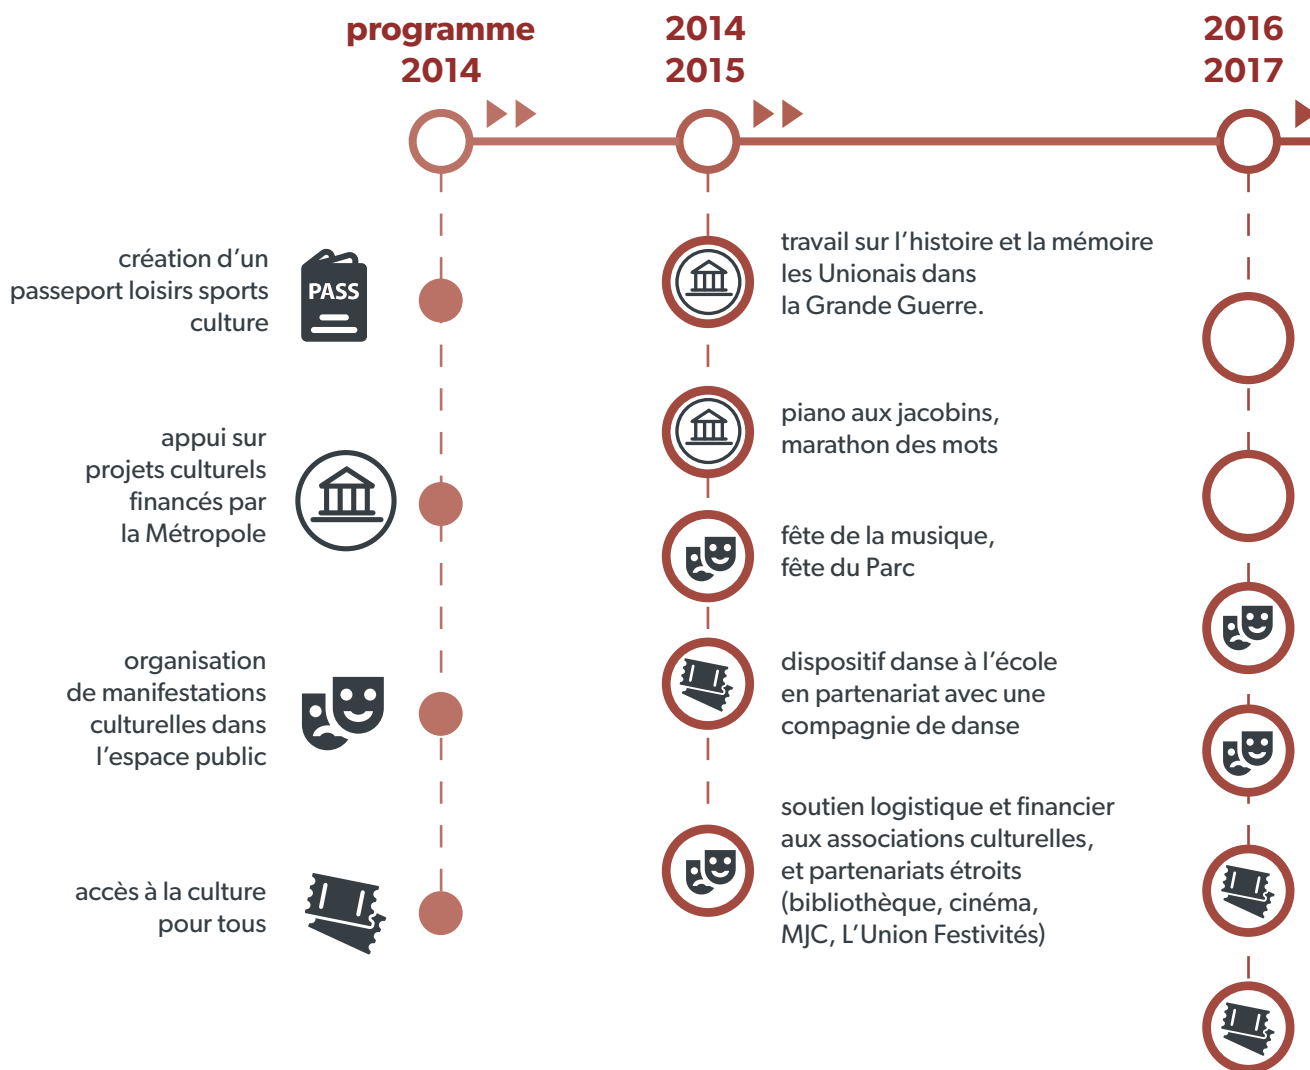 programme
2014
2014
2015
2016
2017
création d’un
passeport loisirs sports
culture
PASS
appui sur
projets culturels
financés par
la Métropole
organisation
de manifestations
culturelles dans
l’espace public
accès à la culture
pour tous
travail sur l’histoire et la mémoire
les Unionais dans
la Grande Guerre.
piano aux jacobins,
marathon des mots
fête de la musique,
fête du Parc
dispositif danse à l’école
en partenariat avec une
compagnie de danse
soutien logistique et financier
aux associations culturelles,
et partenariats étroits
(bibliothèque, cinéma,
MJC, L’Union Festivités)